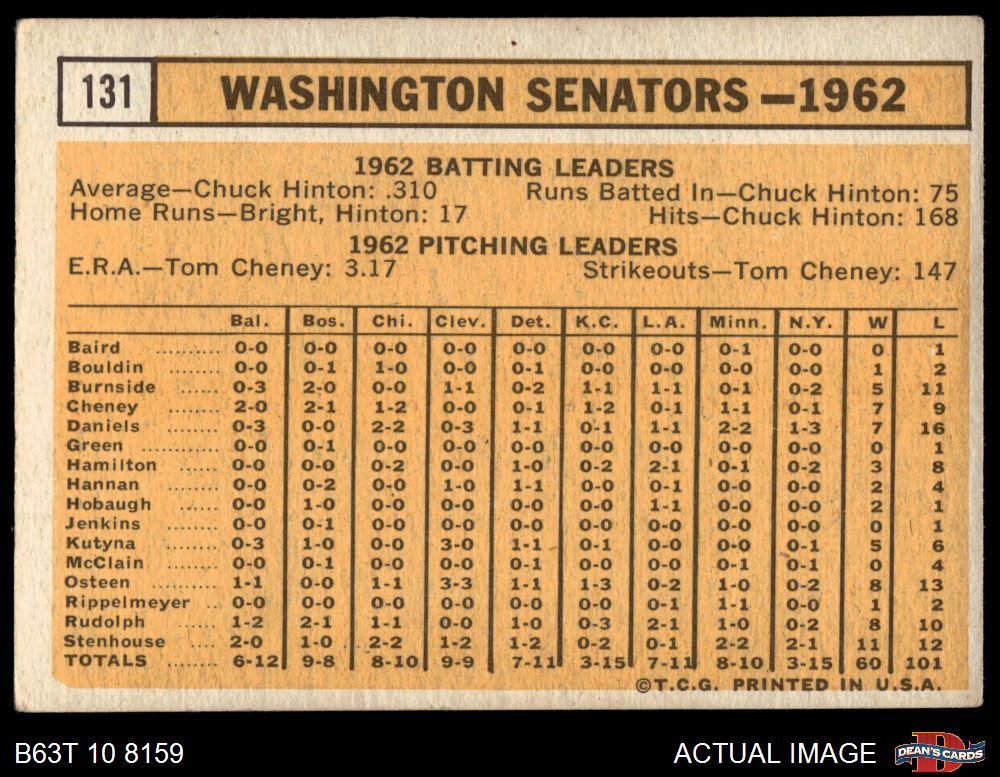 131 WASHINGTON SENATORS—1962
1962 BATTING LEADERS
Average—Chuck Hinton: .310 Runs Batted In—Chuck Hinton: 75
Home Runs—Bright, Hinton: 17 Hits—Chuck Hinton: 168
1962 PITCHING LEADERS
E.R.A.—Tom Cheney: 3.17 Strikeouts—Tom Cheney: 147
Bal. Bos. Chi. Clev. Det. K.C. L.A. Minn. N.Y. W L
Baird .......... 0-0 0-0 0-0 0-0 0-0 0-0 0-0 0-1 0-0 0 1
Bouldin ........ 0-0 0-1 1-0 0-0 0-1 0-0 0-0 0-0 0-0 1 2
Burnside ...... 0-3 2-0 0-0 1-1 0-2 1-1 1-1 0-1 0-2 5 11
Cheney ........ 2-0 2-1 1-2 0-0 0-1 1-2 0-1 1-1 0-1 7 9
Daniels ........ 0-3 0-0 2-2 0-3 1-1 0-1 1-1 2-2 1-3 7 16
Green ............ 0-0 0-1 0-0 0-0 0-0 0-0 0-0 0-0 0-0 0 1
Hamilton ...... 0-0 0-0 0-2 0-0 1-0 0-2 2-1 0-1 0-2 3 8
Hannan ........ 0-0 0-2 0-0 1-0 1-1 0-0 0-1 0-0 0-0 2 4
Hobaugh ...... 0-0 1-0 0-0 0-0 0-0 0-0 1-1 0-0 0-0 2 1
Jenkins ........ 0-0 0-1 0-0 0-0 0-0 0-0 0-0 0-0 0-0 0 1
Kutyna ........ 0-3 1-0 0-0 3-0 1-1 0-1 0-0 0-0 0-1 5 6
McClain ........ 0-0 0-1 0-0 0-0 0-1 0-0 0-0 0-1 0-1 0 4
Osteen .......... 1-1 0-0 1-1 3-3 1-1 1-3 0-2 1-0 0-2 8 13
Rippelmeyer .. 0-0 0-0 0-0 0-0 0-0 0-0 0-1 1-1 0-0 1 2
Rudolph ........ 1-2 2-1 1-1 0-0 1-0 0-3 2-1 1-0 0-2 8 10
Stenhouse .... 2-0 1-0 2-2 1-2 1-2 0-2 0-1 2-2 2-1 11 12
TOTALS ........ 6-12 9-8 8-10 9-9 7-11 3-15 7-11 8-10 3-15 60 101
©T.C.G. PRINTED IN U.S.A.
B63T 10 8159 ACTUAL IMAGE DEAN'S CARDS